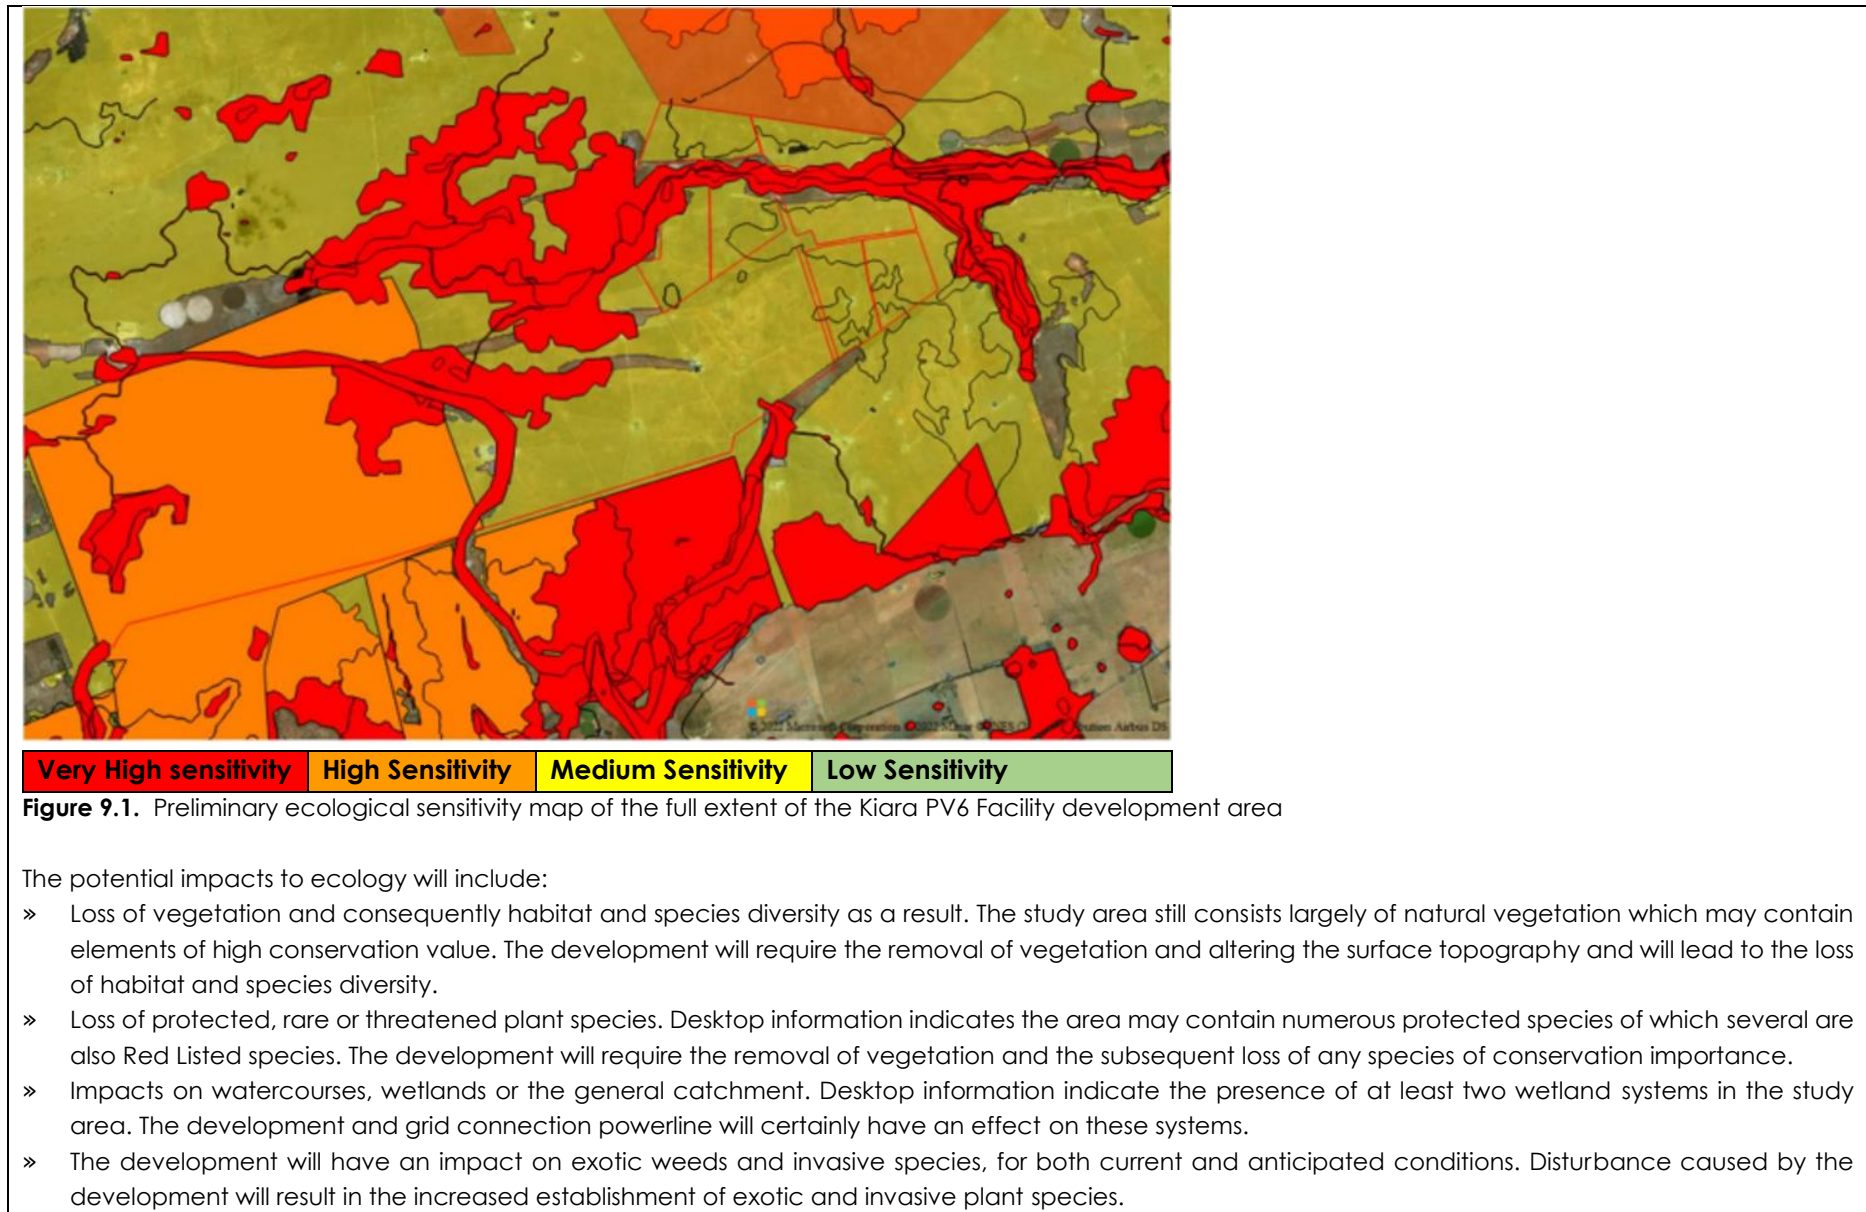 © 2022 Microsoft Corporation © 2022 Maxar © CNES Airbus DS
Very High sensitivity High Sensitivity Medium Sensitivity Low Sensitivity
Figure 9.1. Preliminary ecological sensitivity map of the full extent of the Kiara PV6 Facility development area
The potential impacts to ecology will include:
» Loss of vegetation and consequently habitat and species diversity as a result. The study area still consists largely of natural vegetation which may contain
elements of high conservation value. The development will require the removal of vegetation and altering the surface topography and will lead to the loss
of habitat and species diversity.
» Loss of protected, rare or threatened plant species. Desktop information indicates the area may contain numerous protected species of which several are
also Red Listed species. The development will require the removal of vegetation and the subsequent loss of any species of conservation importance.
» Impacts on watercourses, wetlands or the general catchment. Desktop information indicate the presence of at least two wetland systems in the study
area. The development and grid connection powerline will certainly have an effect on these systems.
» The development will have an impact on exotic weeds and invasive species, for both current and anticipated conditions. Disturbance caused by the
development will result in the increased establishment of exotic and invasive plant species.